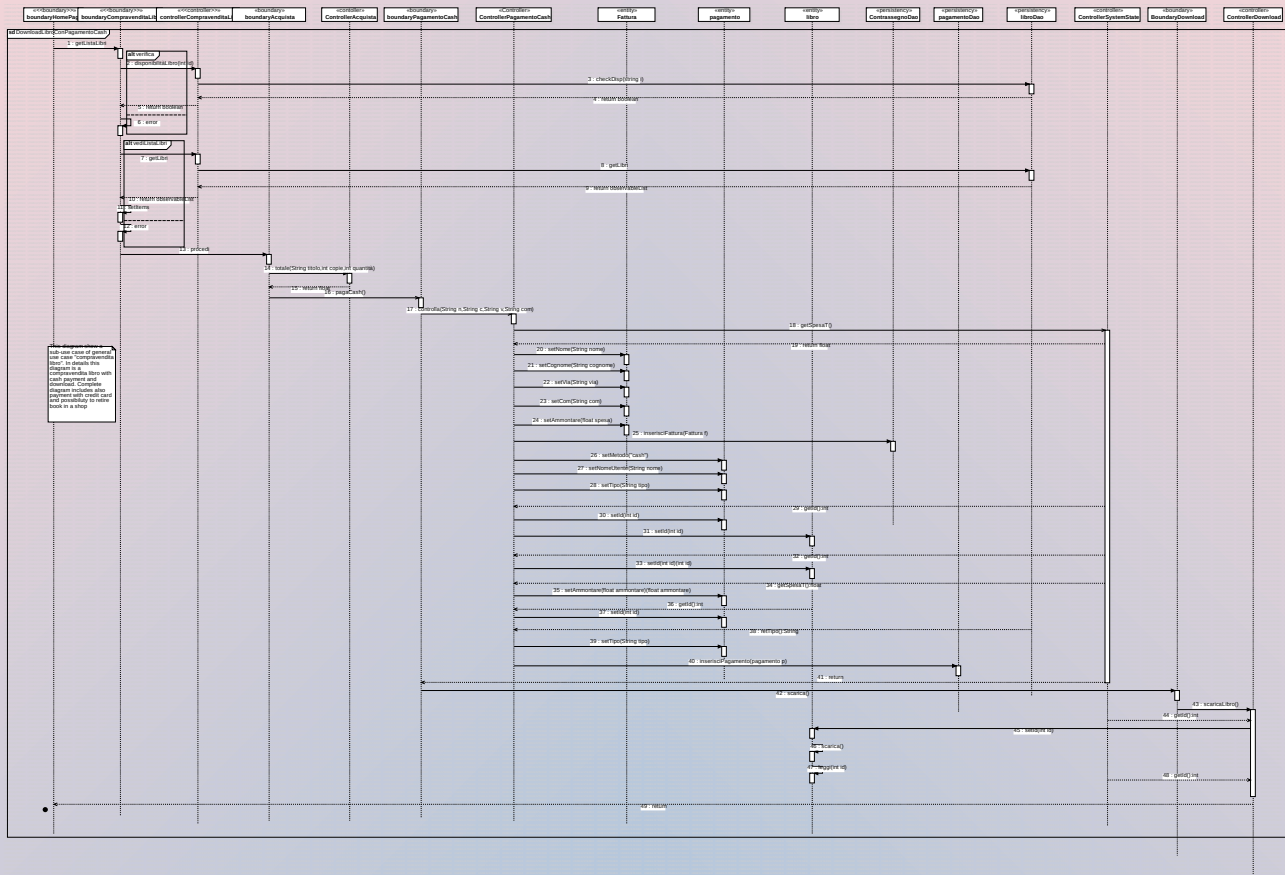 «boundary»
boundaryHomePag
«boundary»
boundaryCompravenditaLib
«controller»
controllerCompravenditaLi
«boundary»
boundaryAcquista
ControllerAcquista
«boundary»
boundaryPagamentoCash
«Controller»
ControllerPagamentoCash
«entity»
Fattura
«entity»
pagamento
«entity»
libro
«persistency»
ContrassegnoDao
«persistency»
pagamentoDao
«persistency»
libroDao
«controller»
ControllerSystemState
«boundary»
BoundaryDownload
«controller»
ControllerDownload
sd DownloadLibroConPagamentoCash
1 : getListaLibri
alt verifica
2 : disponibilitaLibro(int id)
3 : checkDisp(String i)
4 : return boolean
5 : return boolean
6 : error
alt vediListaLibri
7 : getLibri
8 : getLibri
9 : return observableList
10 : return observableList
11 : setItems
12 : error
13 : procedi
14 : totale(String titolo,int copie,int quantita)
15 : return float
16 : pagaCash()
17 : controlla(String n,String c,String v,String com)
18 : getSpesaT()
19 : return float
20 : setNome(String nome)
21 : setCognome(String cognome)
22 : setVia(String via)
23 : setCom(String com)
24 : setAmmontare(float spesa)
25 : inserisciFattura(Fattura f)
This diagram show a
sub-use case of general
use case "compravendita
libro". In details this
diagram is a
compravendita libro with
cash payment and
download. Complete
diagram includes also
payment with credit card
and possibiluty to retire
book in a shop
26 : setMetodo("cash")
27 : setNomeUtente(String nome)
28 : setTipo(String tipo)
29 : getId():int
30 : setId(int id)
31 : setId(int id)
32 : getId():int
33 : setId(int id)(int id)
34 : getSpesaT():float
35 : setAmmontare(float ammontare)(float ammontare)
36 : getId():int
37 : setId(int id)
38 : retTipo():String
39 : setTipo(String tipo)
40 : inserisciPagamento(pagamento p)
41 : return
42 : scarica()
43 : scaricaLibro()
44 : getId():int
45 : setId(int id)
46 : scarica()
47 : leggi(int id)
48 : getId():int
49 : return